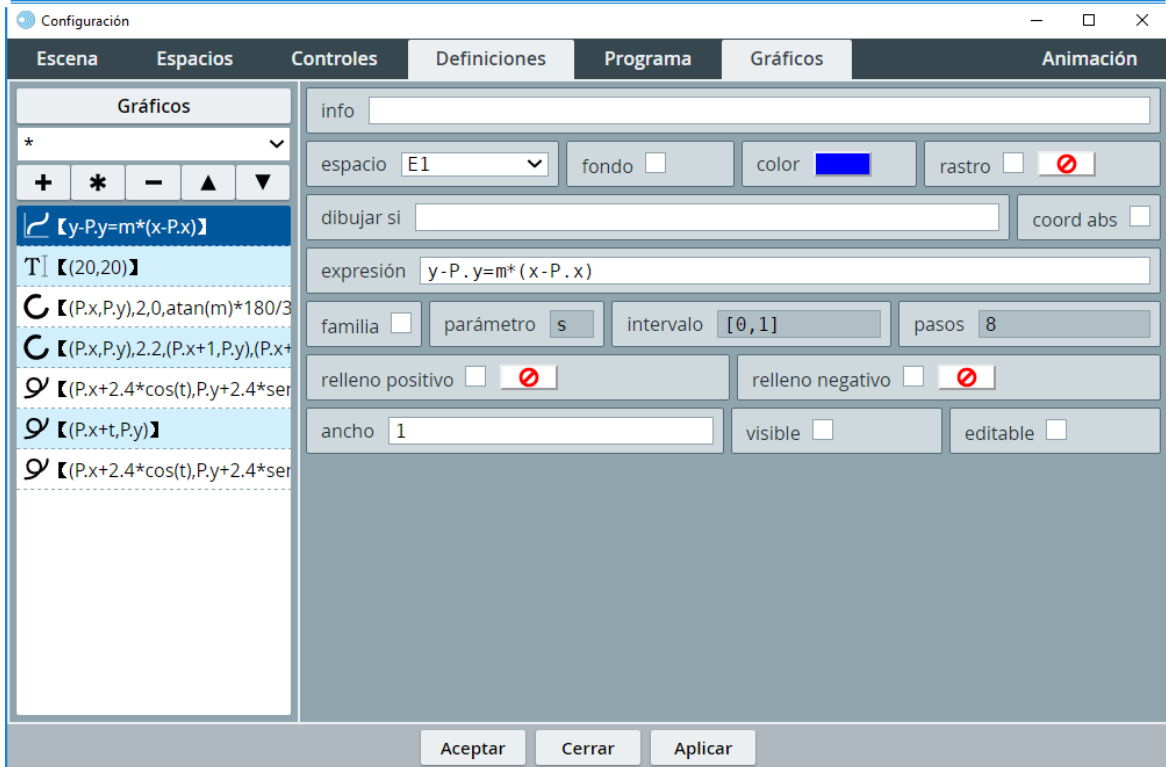 Configuración
Escena Espacios Controles Definiciones Programa Gráficos Animación
Gráficos
*
+ * − ▲ ▼
【y-P.y=m*(x-P.x)】
T 【(20,20)】
【(P.x,P.y),2,0,atan(m)*180/3
【(P.x,P.y),2.2,(P.x+1,P.y),(P.x+
【(P.x+2.4*cos(t),P.y+2.4*ser
【(P.x+t,P.y)】
【(P.x+2.4*cos(t),P.y+2.4*ser
info
espacio E1 fondo color rastro
dibujar si coord abs
expresión y-P.y=m*(x-P.x)
familia parámetro s intervalo [0,1] pasos 8
relleno positivo relleno negativo
ancho 1 visible editable
Aceptar Cerrar Aplicar